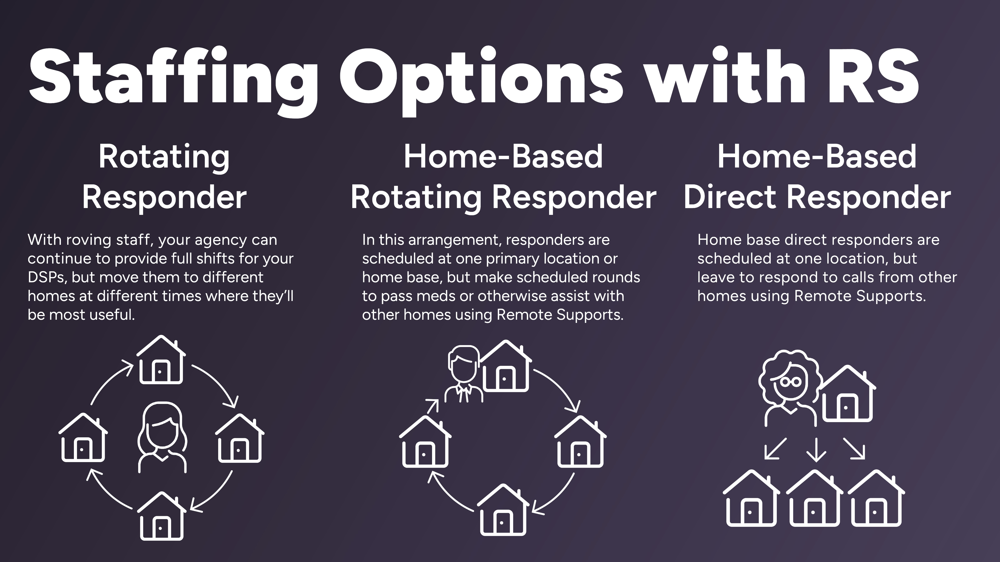 Staffing Options with RS
Rotating
Responder
With roving staff, your agency can
continue to provide full shifts for your
DSPs, but move them to different
homes at different times where they’ll
be most useful.
Home-Based
Rotating Responder
In this arrangement, responders are
scheduled at one primary location or
home base, but make scheduled rounds
to pass meds or otherwise assist with
other homes using Remote Supports.
Home-Based
Direct Responder
Home base direct responders are
scheduled at one location, but
leave to respond to calls from other
homes using Remote Supports.